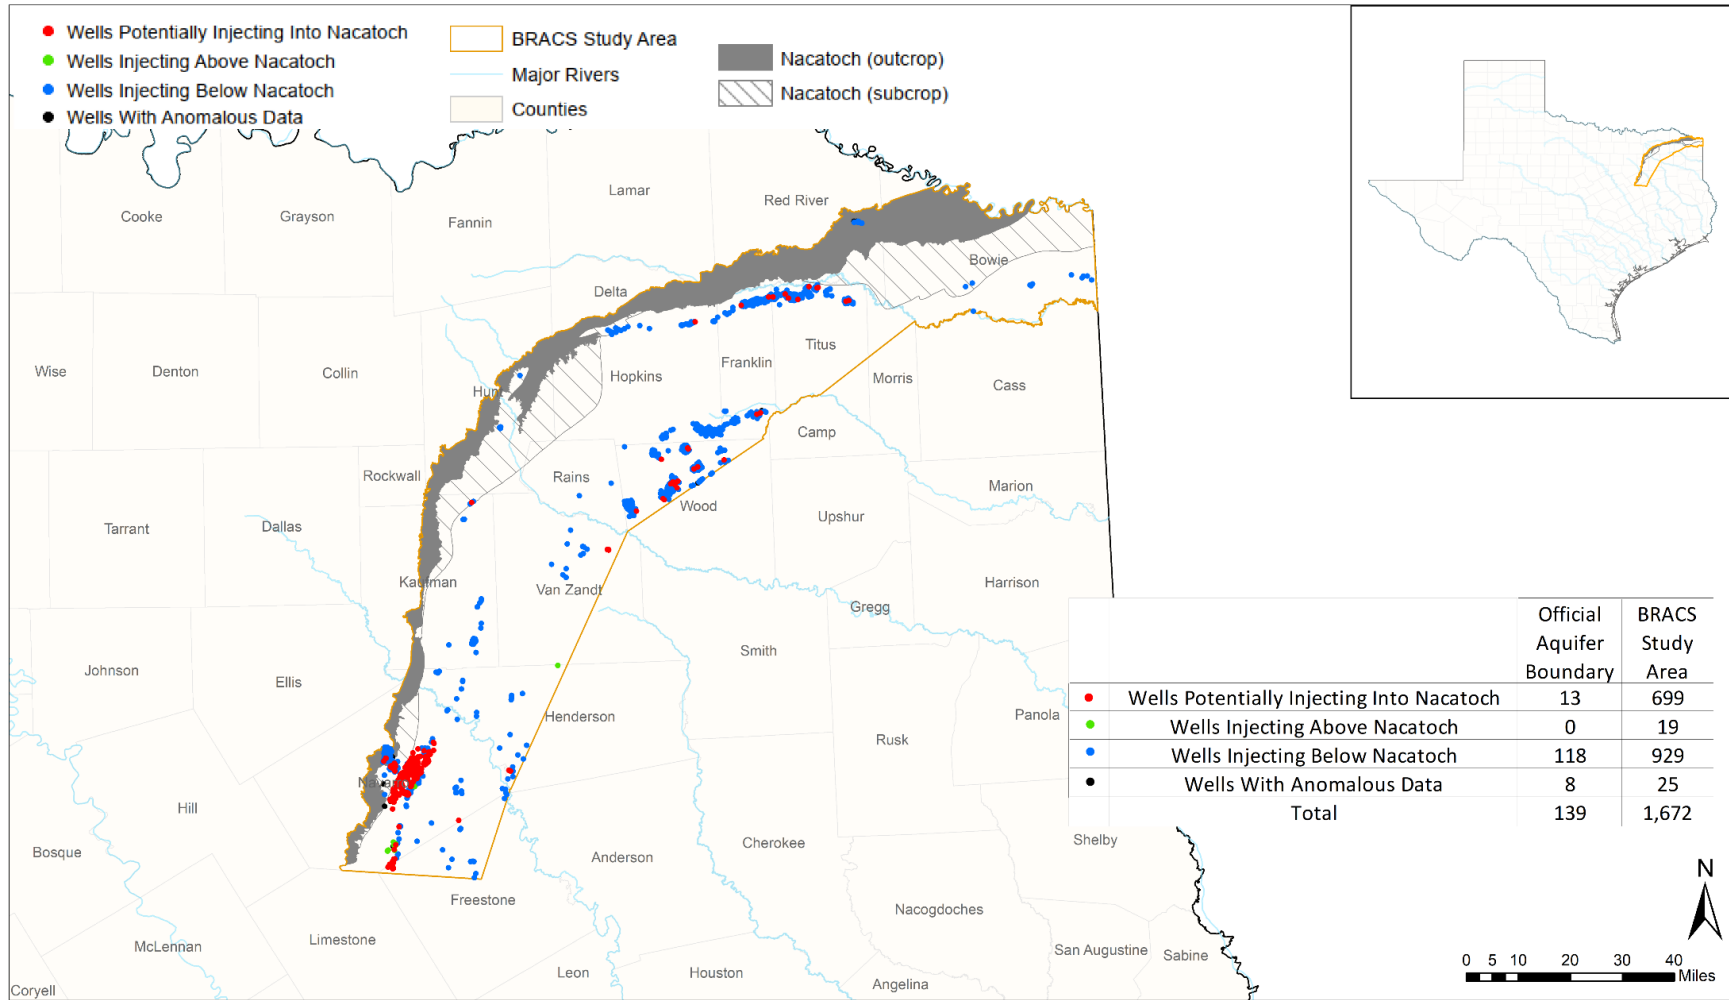 Wells Potentially Injecting Into Nacatoch
Wells Injecting Above Nacatoch
Wells Injecting Below Nacatoch
Wells With Anomalous Data
BRACS Study Area
Major Rivers
Counties
Nacatoch (outcrop)
Nacatoch (subcrop)
Lamar
Red River
Cooke
Grayson
Fannin
Bowie
Delta
Wise
Denton
Collin
Hunt
Hopkins
Franklin
Titus
Morris
Cass
Camp
Rockwall
Rains
Marion
Tarrant
Dallas
Wood
Upshur
Kaufman
Van Zandt
Harrison
Gregg
Johnson
Ellis
Smith
Henderson
Panola
Rusk
Navarro
Hill
Bosque
Anderson
Cherokee
Shelby
Freestone
Nacogdoches
McLennan
Limestone
San Augustine
Sabine
Leon
Houston
Angelina
Coryell
Official Aquifer Boundary BRACS Study Area
Wells Potentially Injecting Into Nacatoch 13 699
Wells Injecting Above Nacatoch 0 19
Wells Injecting Below Nacatoch 118 929
Wells With Anomalous Data 8 25
Total 139 1,672
N
0 5 10 20 30 40
Miles